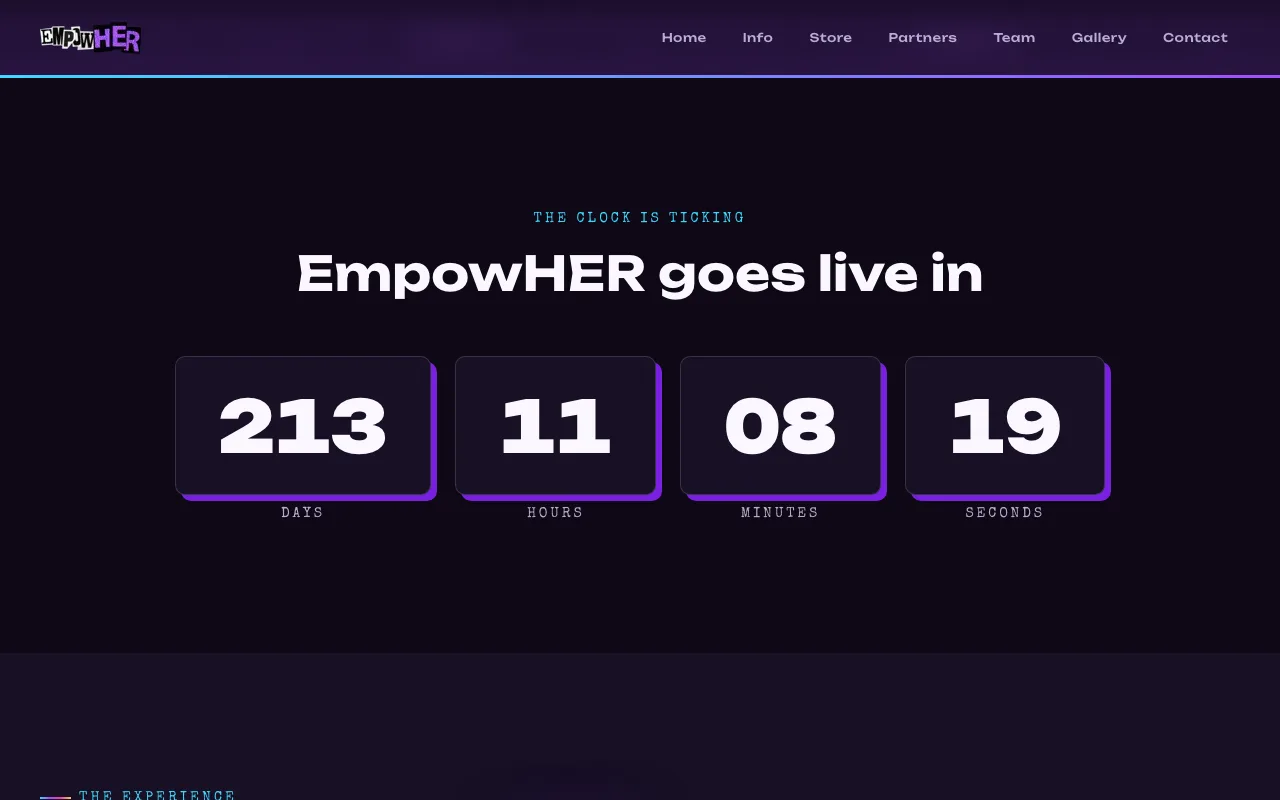 EMPOWHER
Home Info Store Partners Team Gallery Contact
THE CLOCK IS TICKING
EmpowHER goes live in
213 11 08 19
DAYS HOURS MINUTES SECONDS
THE EXPERIENCE